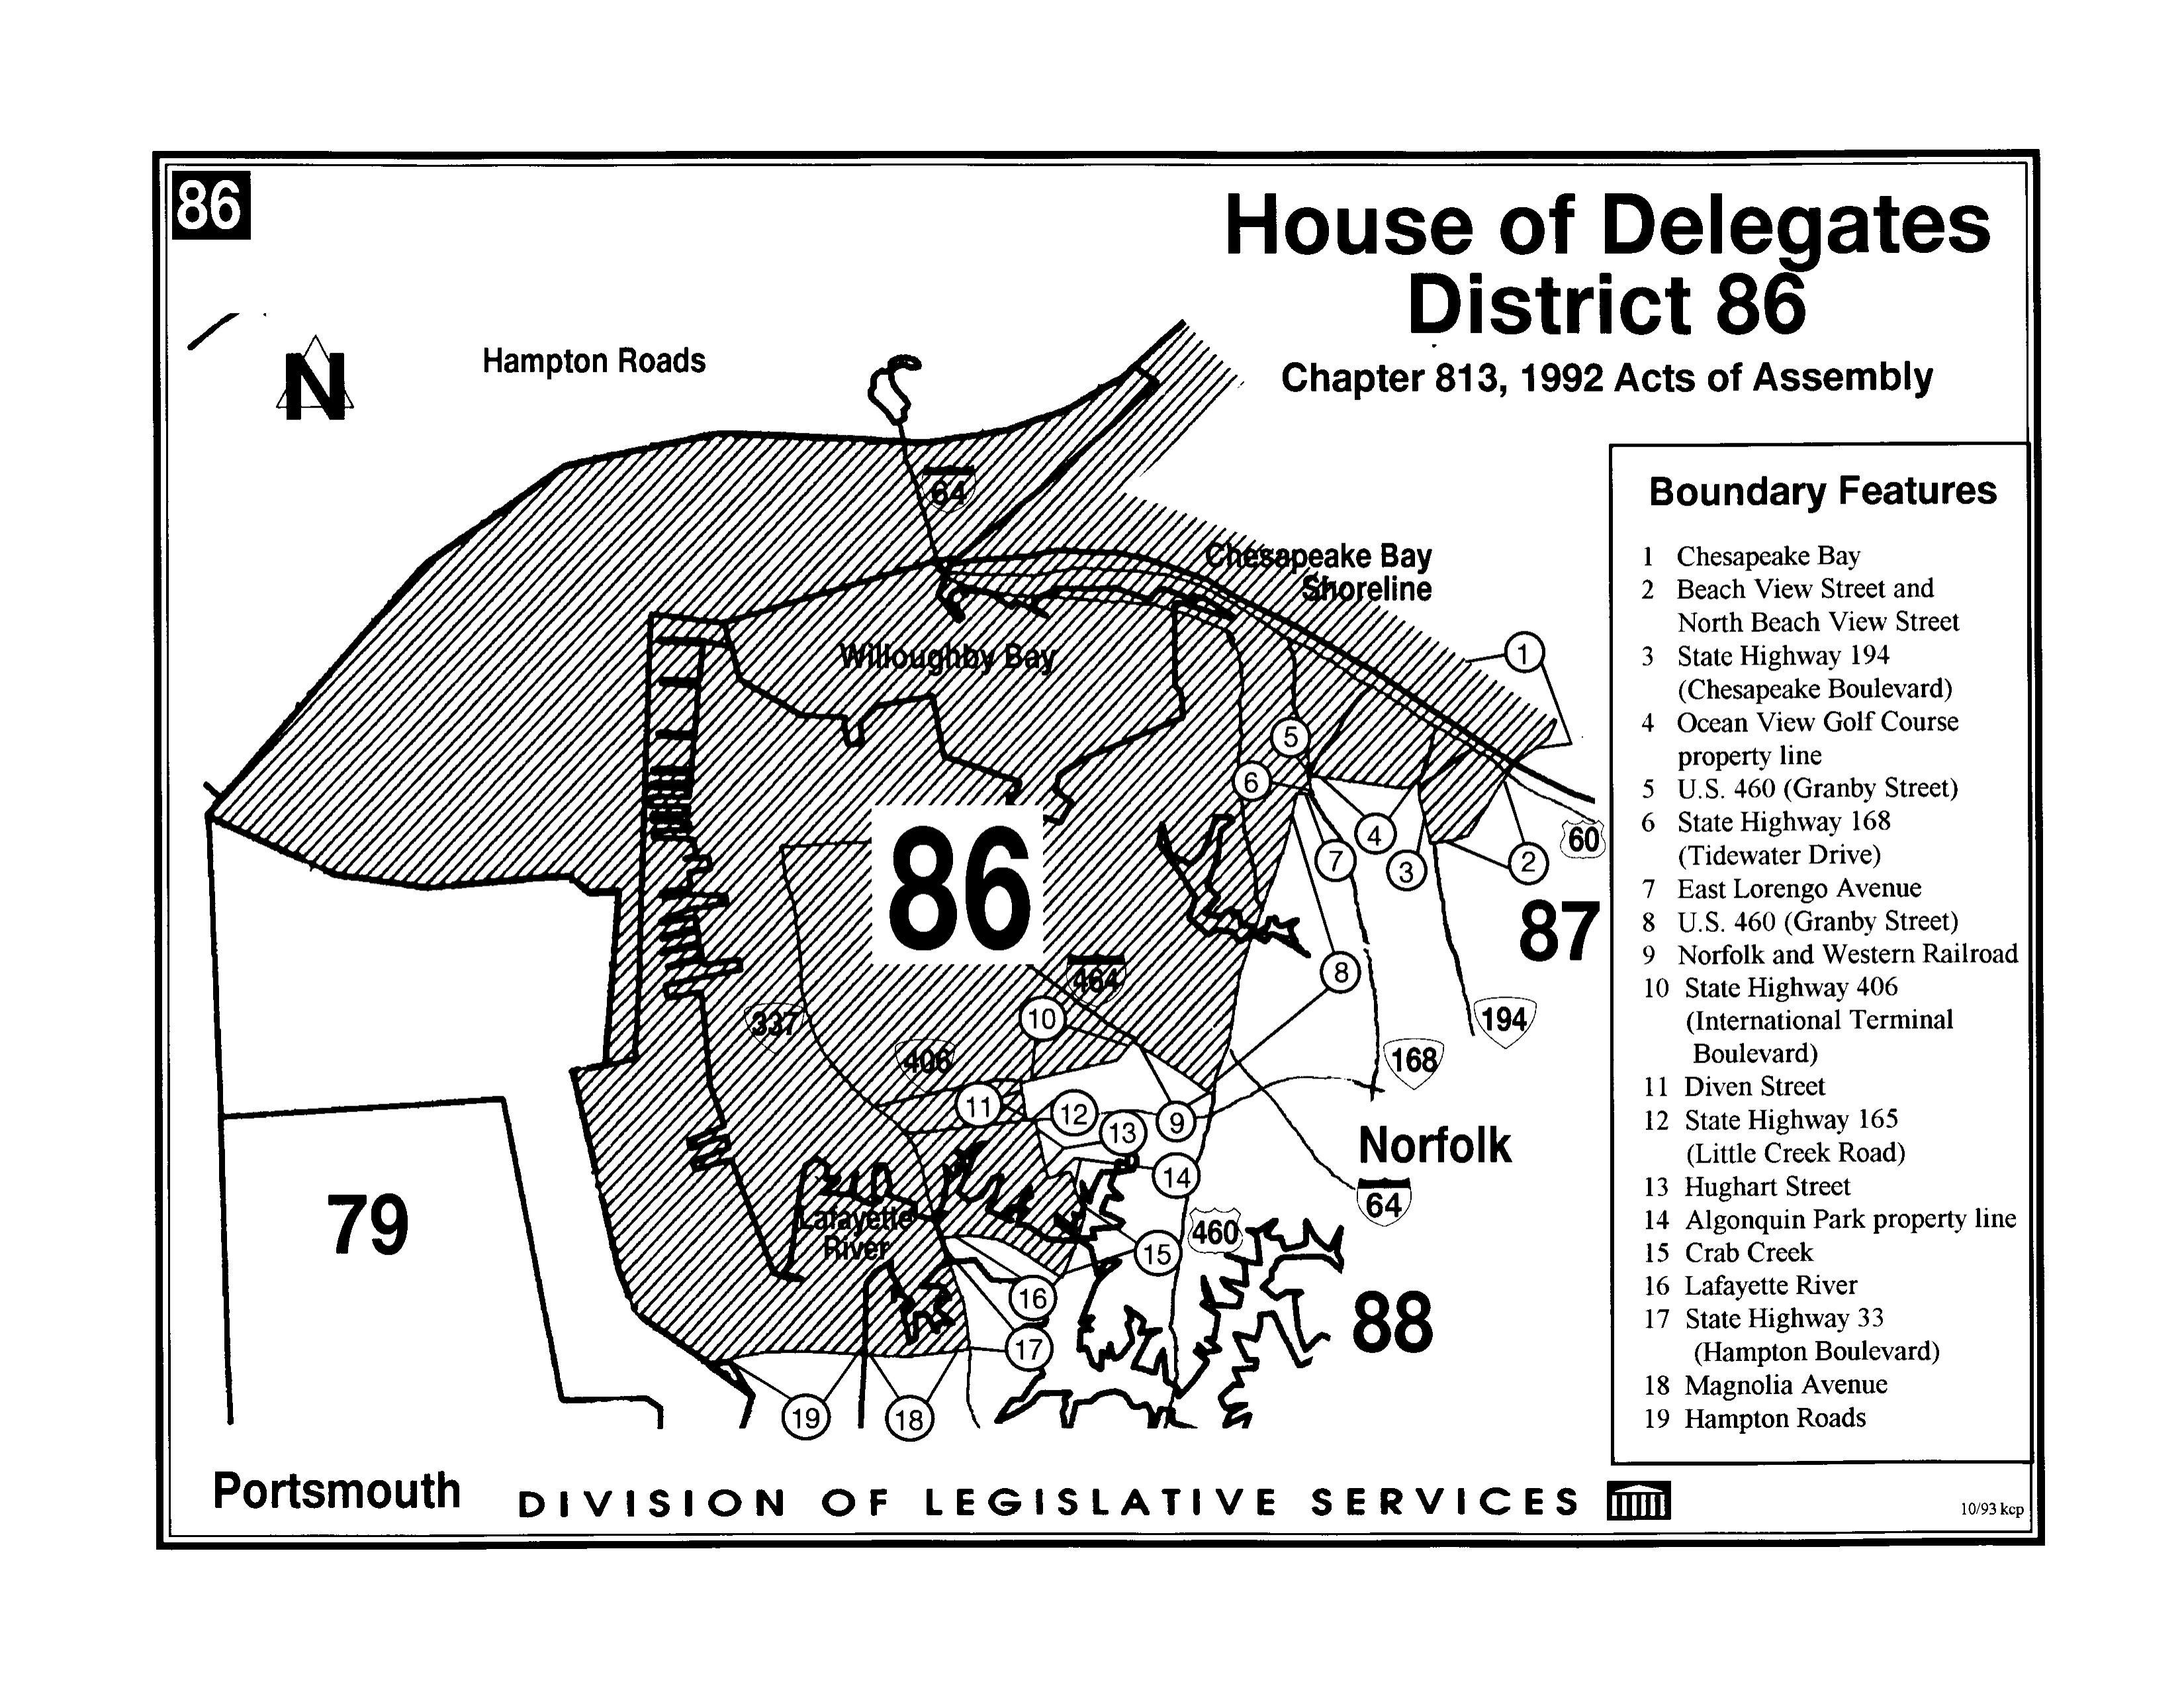 86
House of Delegates
District 86
Chapter 813, 1992 Acts of Assembly
N
Hampton Roads
64
Chesapeake Bay
Shoreline
Willoughby Bay
1
5
6
4
7
3
2
60
86
87
464
8
10
337
194
406
168
11
12
13
9
Norfolk
14
64
79
Lafayette
River
460
15
16
88
17
19
18
Portsmouth
Boundary Features
1 Chesapeake Bay
2 Beach View Street and
North Beach View Street
3 State Highway 194
(Chesapeake Boulevard)
4 Ocean View Golf Course
property line
5 U.S. 460 (Granby Street)
6 State Highway 168
(Tidewater Drive)
7 East Lorengo Avenue
8 U.S. 460 (Granby Street)
9 Norfolk and Western Railroad
10 State Highway 406
(International Terminal
Boulevard)
11 Diven Street
12 State Highway 165
(Little Creek Road)
13 Hughart Street
14 Algonquin Park property line
15 Crab Creek
16 Lafayette River
17 State Highway 33
(Hampton Boulevard)
18 Magnolia Avenue
19 Hampton Roads
DIVISION OF LEGISLATIVE SERVICES
10/93 kcp